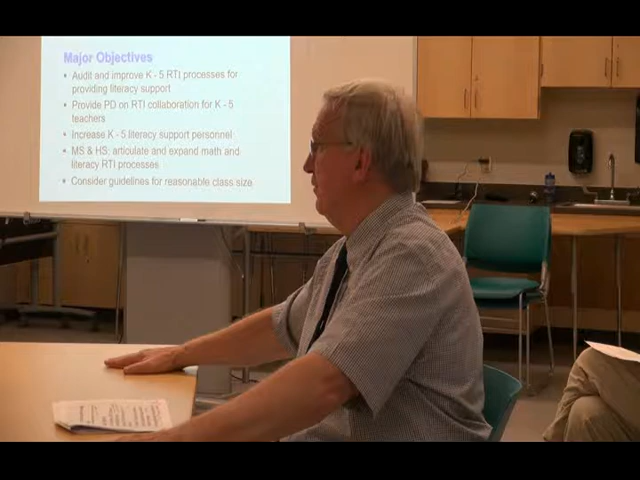 Major Objectives
• Audit and improve K - 5 RTI processes for
providing literacy support
• Provide PD on RTI collaboration for K - 5
teachers
• Increase K - 5 literacy support personnel
• MS & HS: articulate and expand math and
literacy RTI processes
• Consider guidelines for reasonable class size